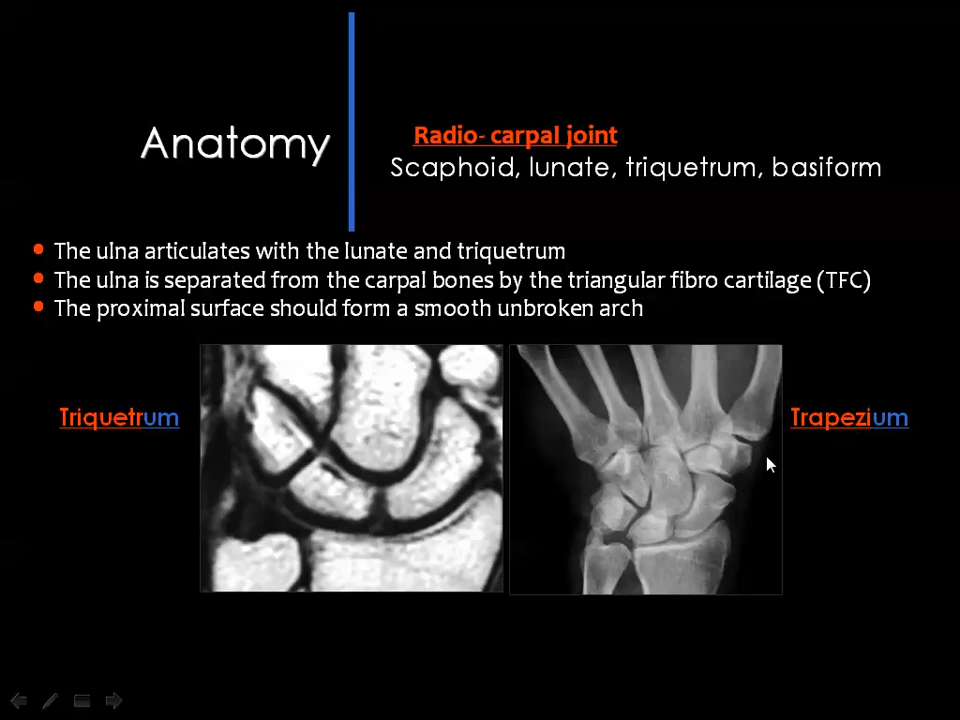 Anatomy
Radio- carpal joint
Scaphoid, lunate, triquetrum, basiform
The ulna articulates with the lunate and triquetrum
The ulna is separated from the carpal bones by the triangular fibro cartilage (TFC)
The proximal surface should form a smooth unbroken arch
Triquetrum
Trapezium